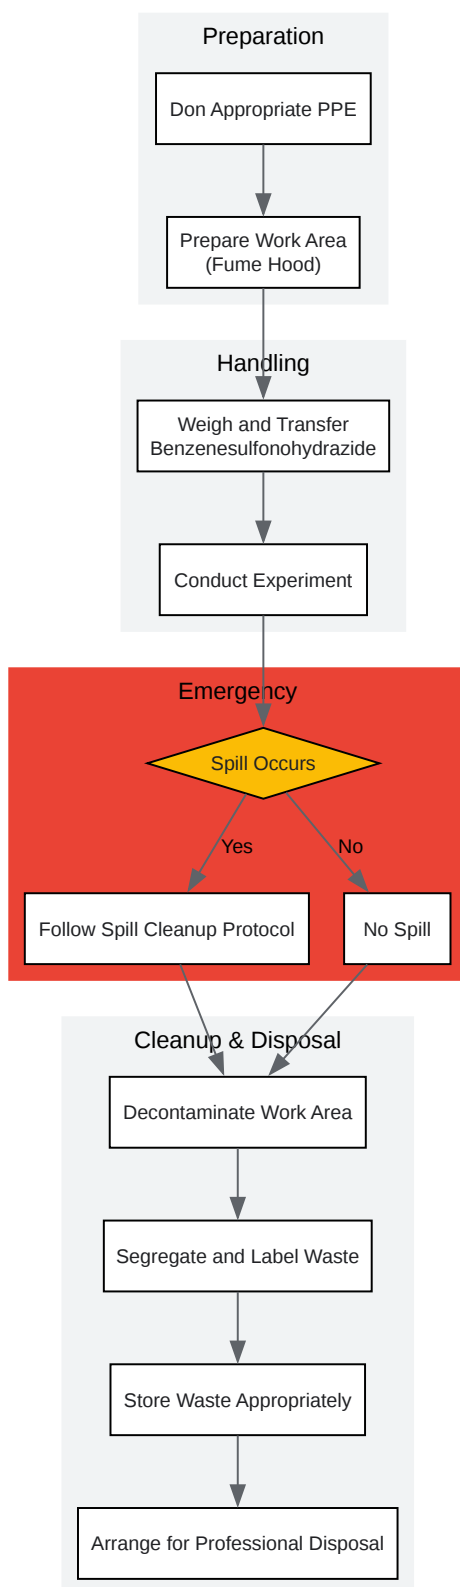 Preparation
Don Appropriate PPE
Prepare Work Area
(Fume Hood)
Handling
Weigh and Transfer
Benzenesulfonohydrazide
Conduct Experiment
Emergency
Spill Occurs
Yes
No
Follow Spill Cleanup Protocol
No Spill
Cleanup & Disposal
Decontaminate Work Area
Segregate and Label Waste
Store Waste Appropriately
Arrange for Professional Disposal